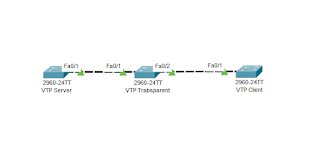 Fa0/1 Fa0/1 Fa0/2 Fa0/1
2960-24TT 2960-24TT 2960-24TT
VTP Server VTP Trabsparent VTP Client